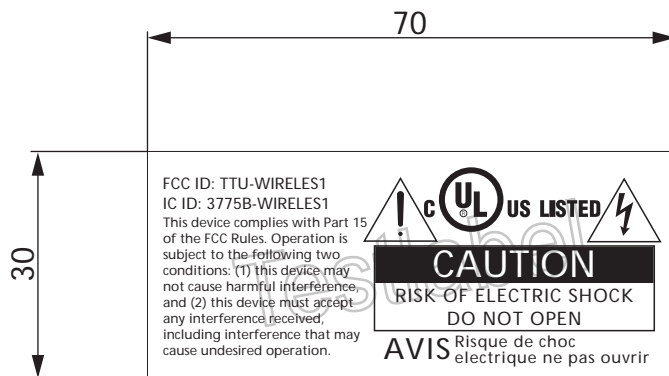 70
30
FCC ID: TTU-WIRELES1
IC ID: 3775B-WIRELES1
This device complies with Part 15
of the FCC Rules. Operation is
subject to the following two
conditions: (1) this device may
not cause harmful interference,
and (2) this device must accept
any interference received,
including interference that may
cause undesired operation.
C UL ® US LISTED
CAUTION
RISK OF ELECTRIC SHOCK
DO NOT OPEN
AVIS Risque de choc
electrique ne pas ouvrir
Testlabel